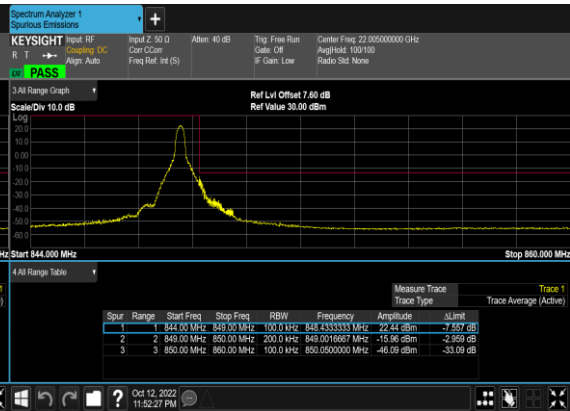 Spectrum Analyzer 1
Spurious Emissions
KEYSIGHT
R T
PASS
Input: RF
Coupling: DC
Align: Auto
Input Z: 50 Ω
Corr CCorr
Freq Ref: Int (S)
Atten: 40 dB
Trig: Free Run
Gate: Off
IF Gain: Low
Center Freq: 22.005000000 GHz
Avg|Hold: 100/100
Radio Std: None
3 All Range Graph
Scale/Div 10.0 dB
Ref Lvl Offset 7.60 dB
Ref Value 30.00 dBm
Log
20.0
10.0
0.00
-10.0
-20.0
-30.0
-40.0
-50.0
-60.0
Hz Start 844.000 MHz
Stop 860.000 MHz
4 All Range Table
Measure Trace Trace 1
Trace Type Trace Average (Active)
Spur Range Start Freq Stop Freq RBW Frequency Amplitude ΔLimit
1 1 844.00 MHz 849.00 MHz 100.0 kHz 848.4333333 MHz 22.44 dBm -7.557 dB
2 2 849.00 MHz 850.00 MHz 200.0 kHz 849.0016667 MHz -15.96 dBm -2.959 dB
3 3 850.00 MHz 860.00 MHz 100.0 kHz 850.0500000 MHz -46.09 dBm -33.09 dB
?
Oct 12, 2022
11:52:27 PM